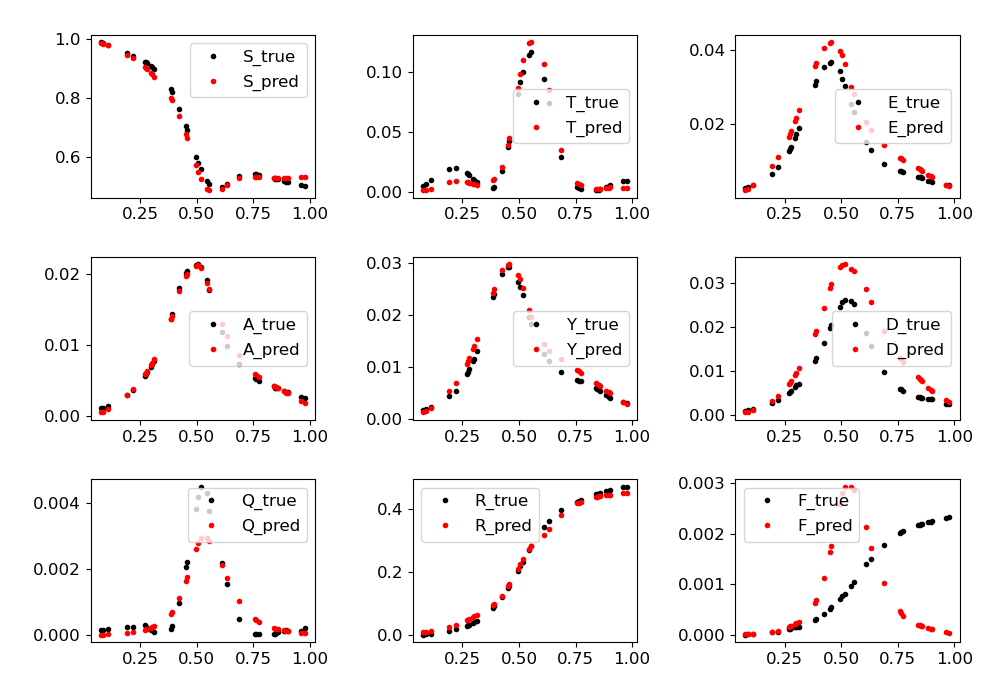 1.0
0.8
0.6
0.25 0.50 0.75 1.00
S_true
S_pred
0.10
0.05
0.00
0.25 0.50 0.75 1.00
T_true
T_pred
0.04
0.02
0.25 0.50 0.75 1.00
E_true
E_pred
0.02
0.01
0.00
0.25 0.50 0.75 1.00
A_true
A_pred
0.03
0.02
0.01
0.00
0.25 0.50 0.75 1.00
Y_true
Y_pred
0.03
0.02
0.01
0.00
0.25 0.50 0.75 1.00
D_true
D_pred
0.004
0.002
0.000
0.25 0.50 0.75 1.00
Q_true
Q_pred
0.4
0.2
0.0
0.25 0.50 0.75 1.00
R_true
R_pred
0.003
0.002
0.001
0.000
0.25 0.50 0.75 1.00
F_true
F_pred